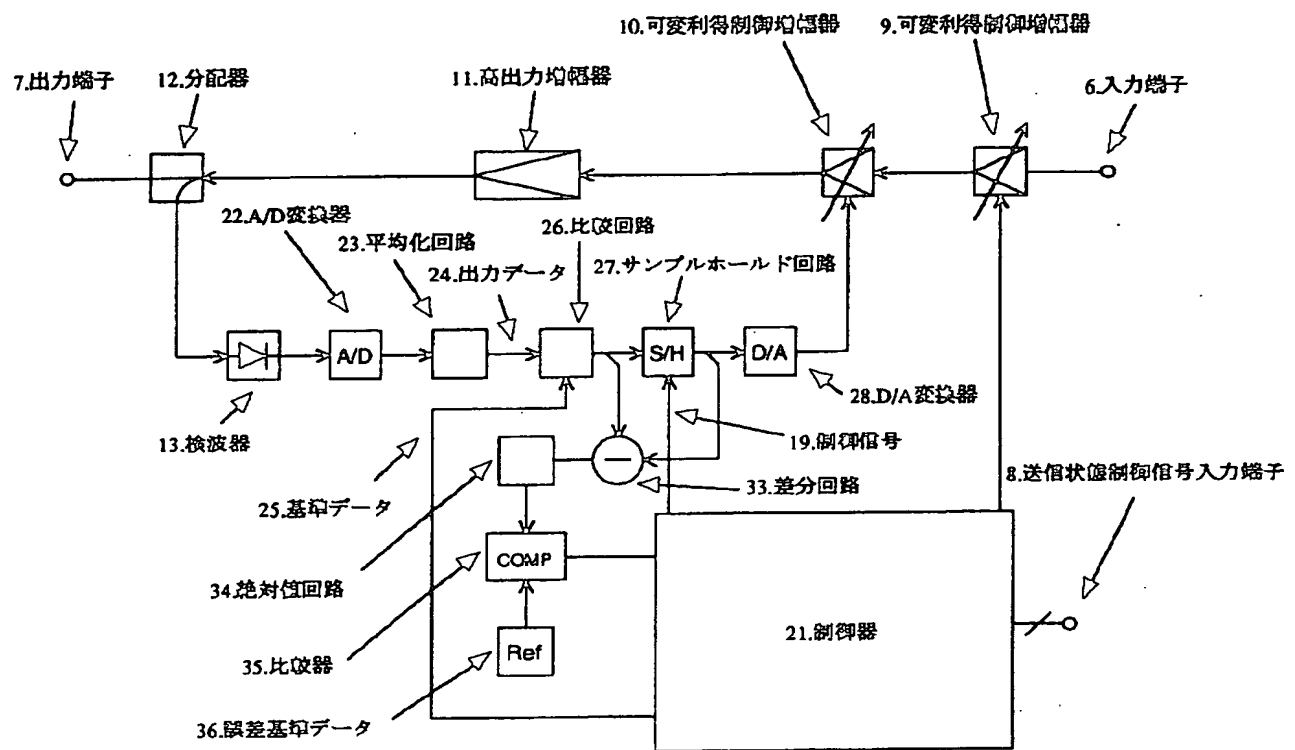 10.可変利得制御増幅器
9.可変利得制御増幅器
7.出力端子
12.分配器
11.高出力増幅器
6.入力端子
22.A/D変換器
23.平均化回路
24.出力データ
26.比較回路
27.サンプルホールド回路
A/D
S/H
D/A
28.D/A変換器
13.検波器
19.制御信号
25.基準データ
33.差分回路
8.送信状態制御信号入力端子
34.絶対値回路
COMP
35.比較器
Ref
21.制御器
36.誤差基準データ